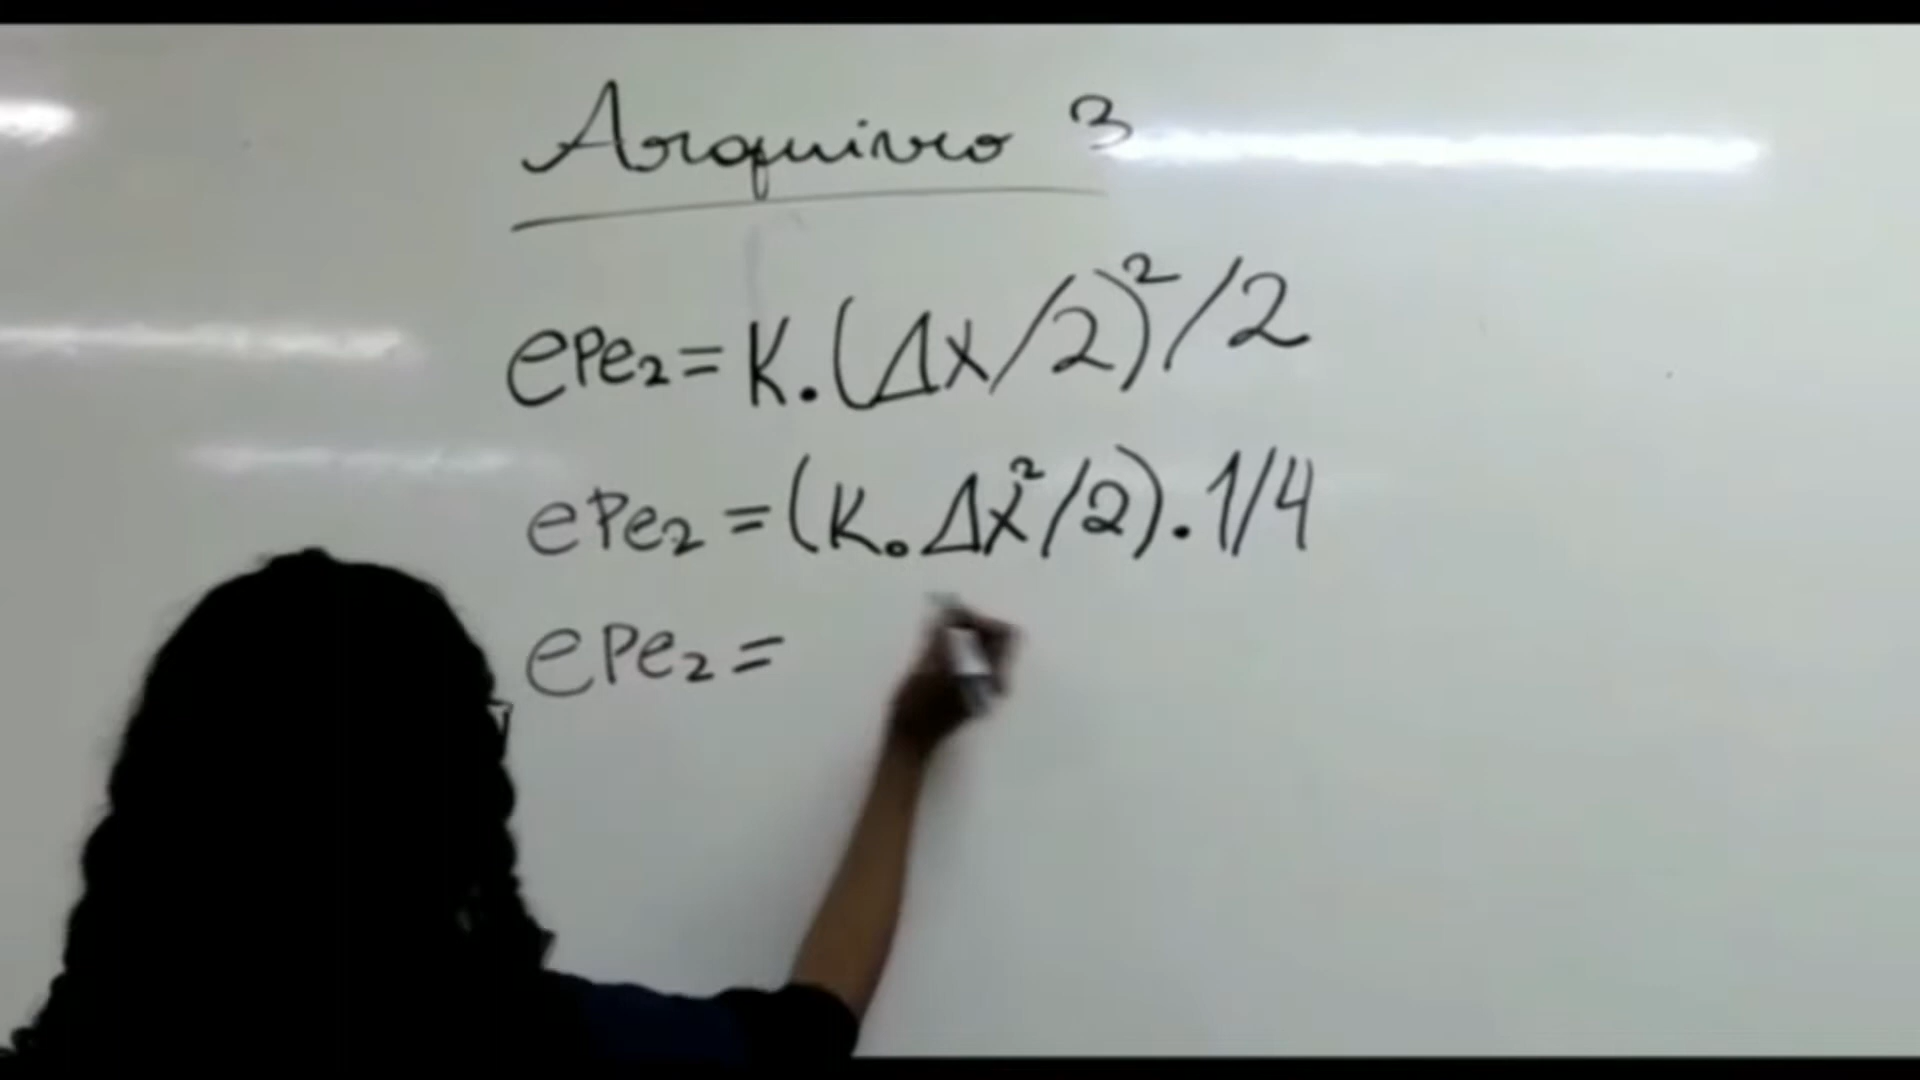 Arquivo 3
ePe₂ = K.(Δx/2)²/2
ePe₂ = (K.Δx²/2).1/4
ePe₂ =